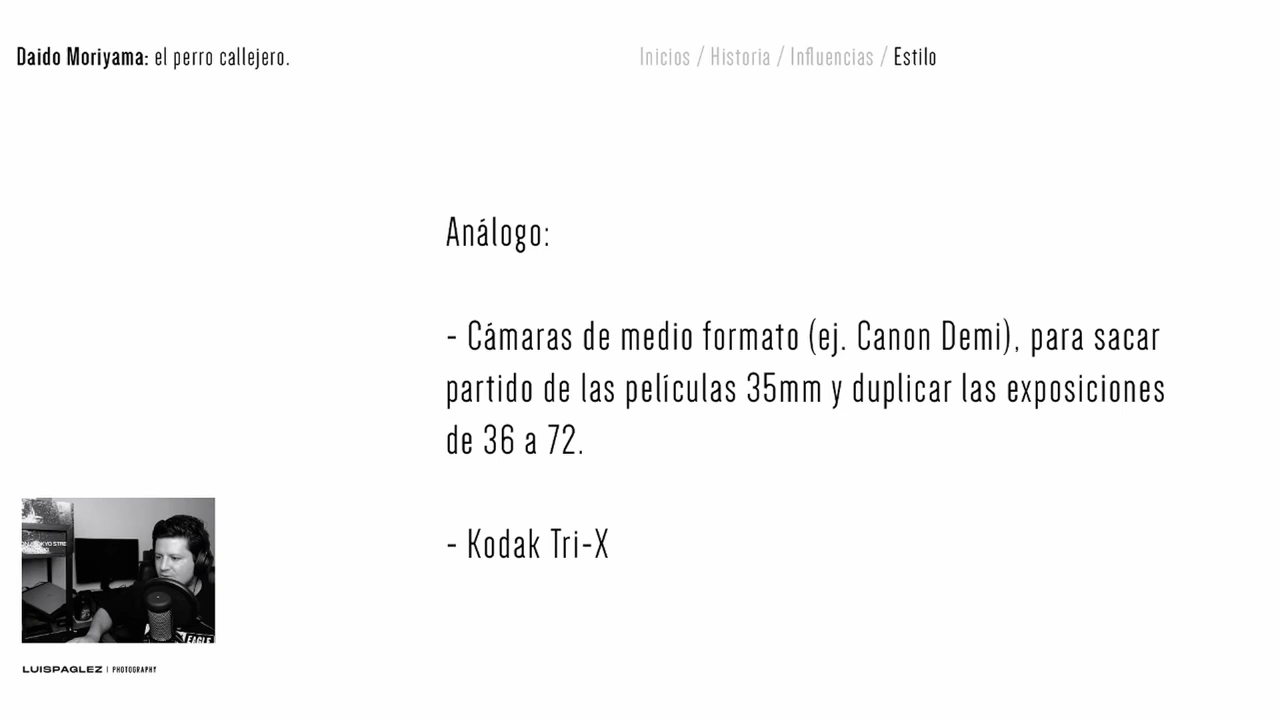 Daido Moriyama: el perro callejero.
Inicios / Historia / Influencias / Estilo
Análogo:
- Cámaras de medio formato (ej. Canon Demi), para sacar
partido de las películas 35mm y duplicar las exposiciones
de 36 a 72.
- Kodak Tri-X
EAGLE
LUISPAGLEZ | PHOTOGRAPHY